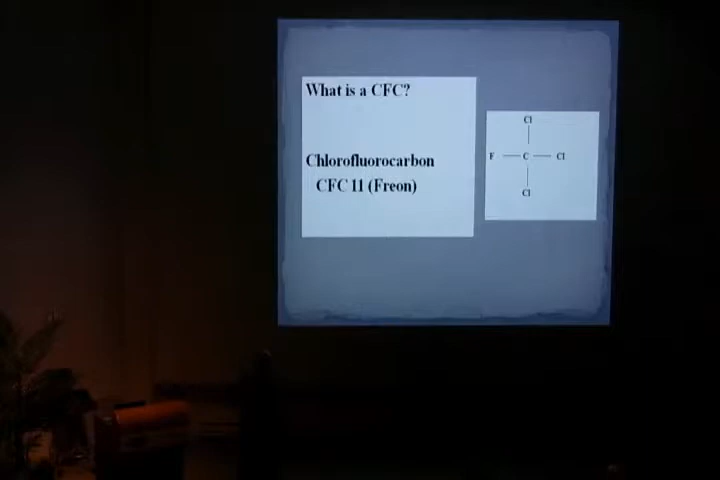 What is a CFC?
Chlorofluorocarbon
CFC 11 (Freon)
Cl
F — C — Cl
Cl